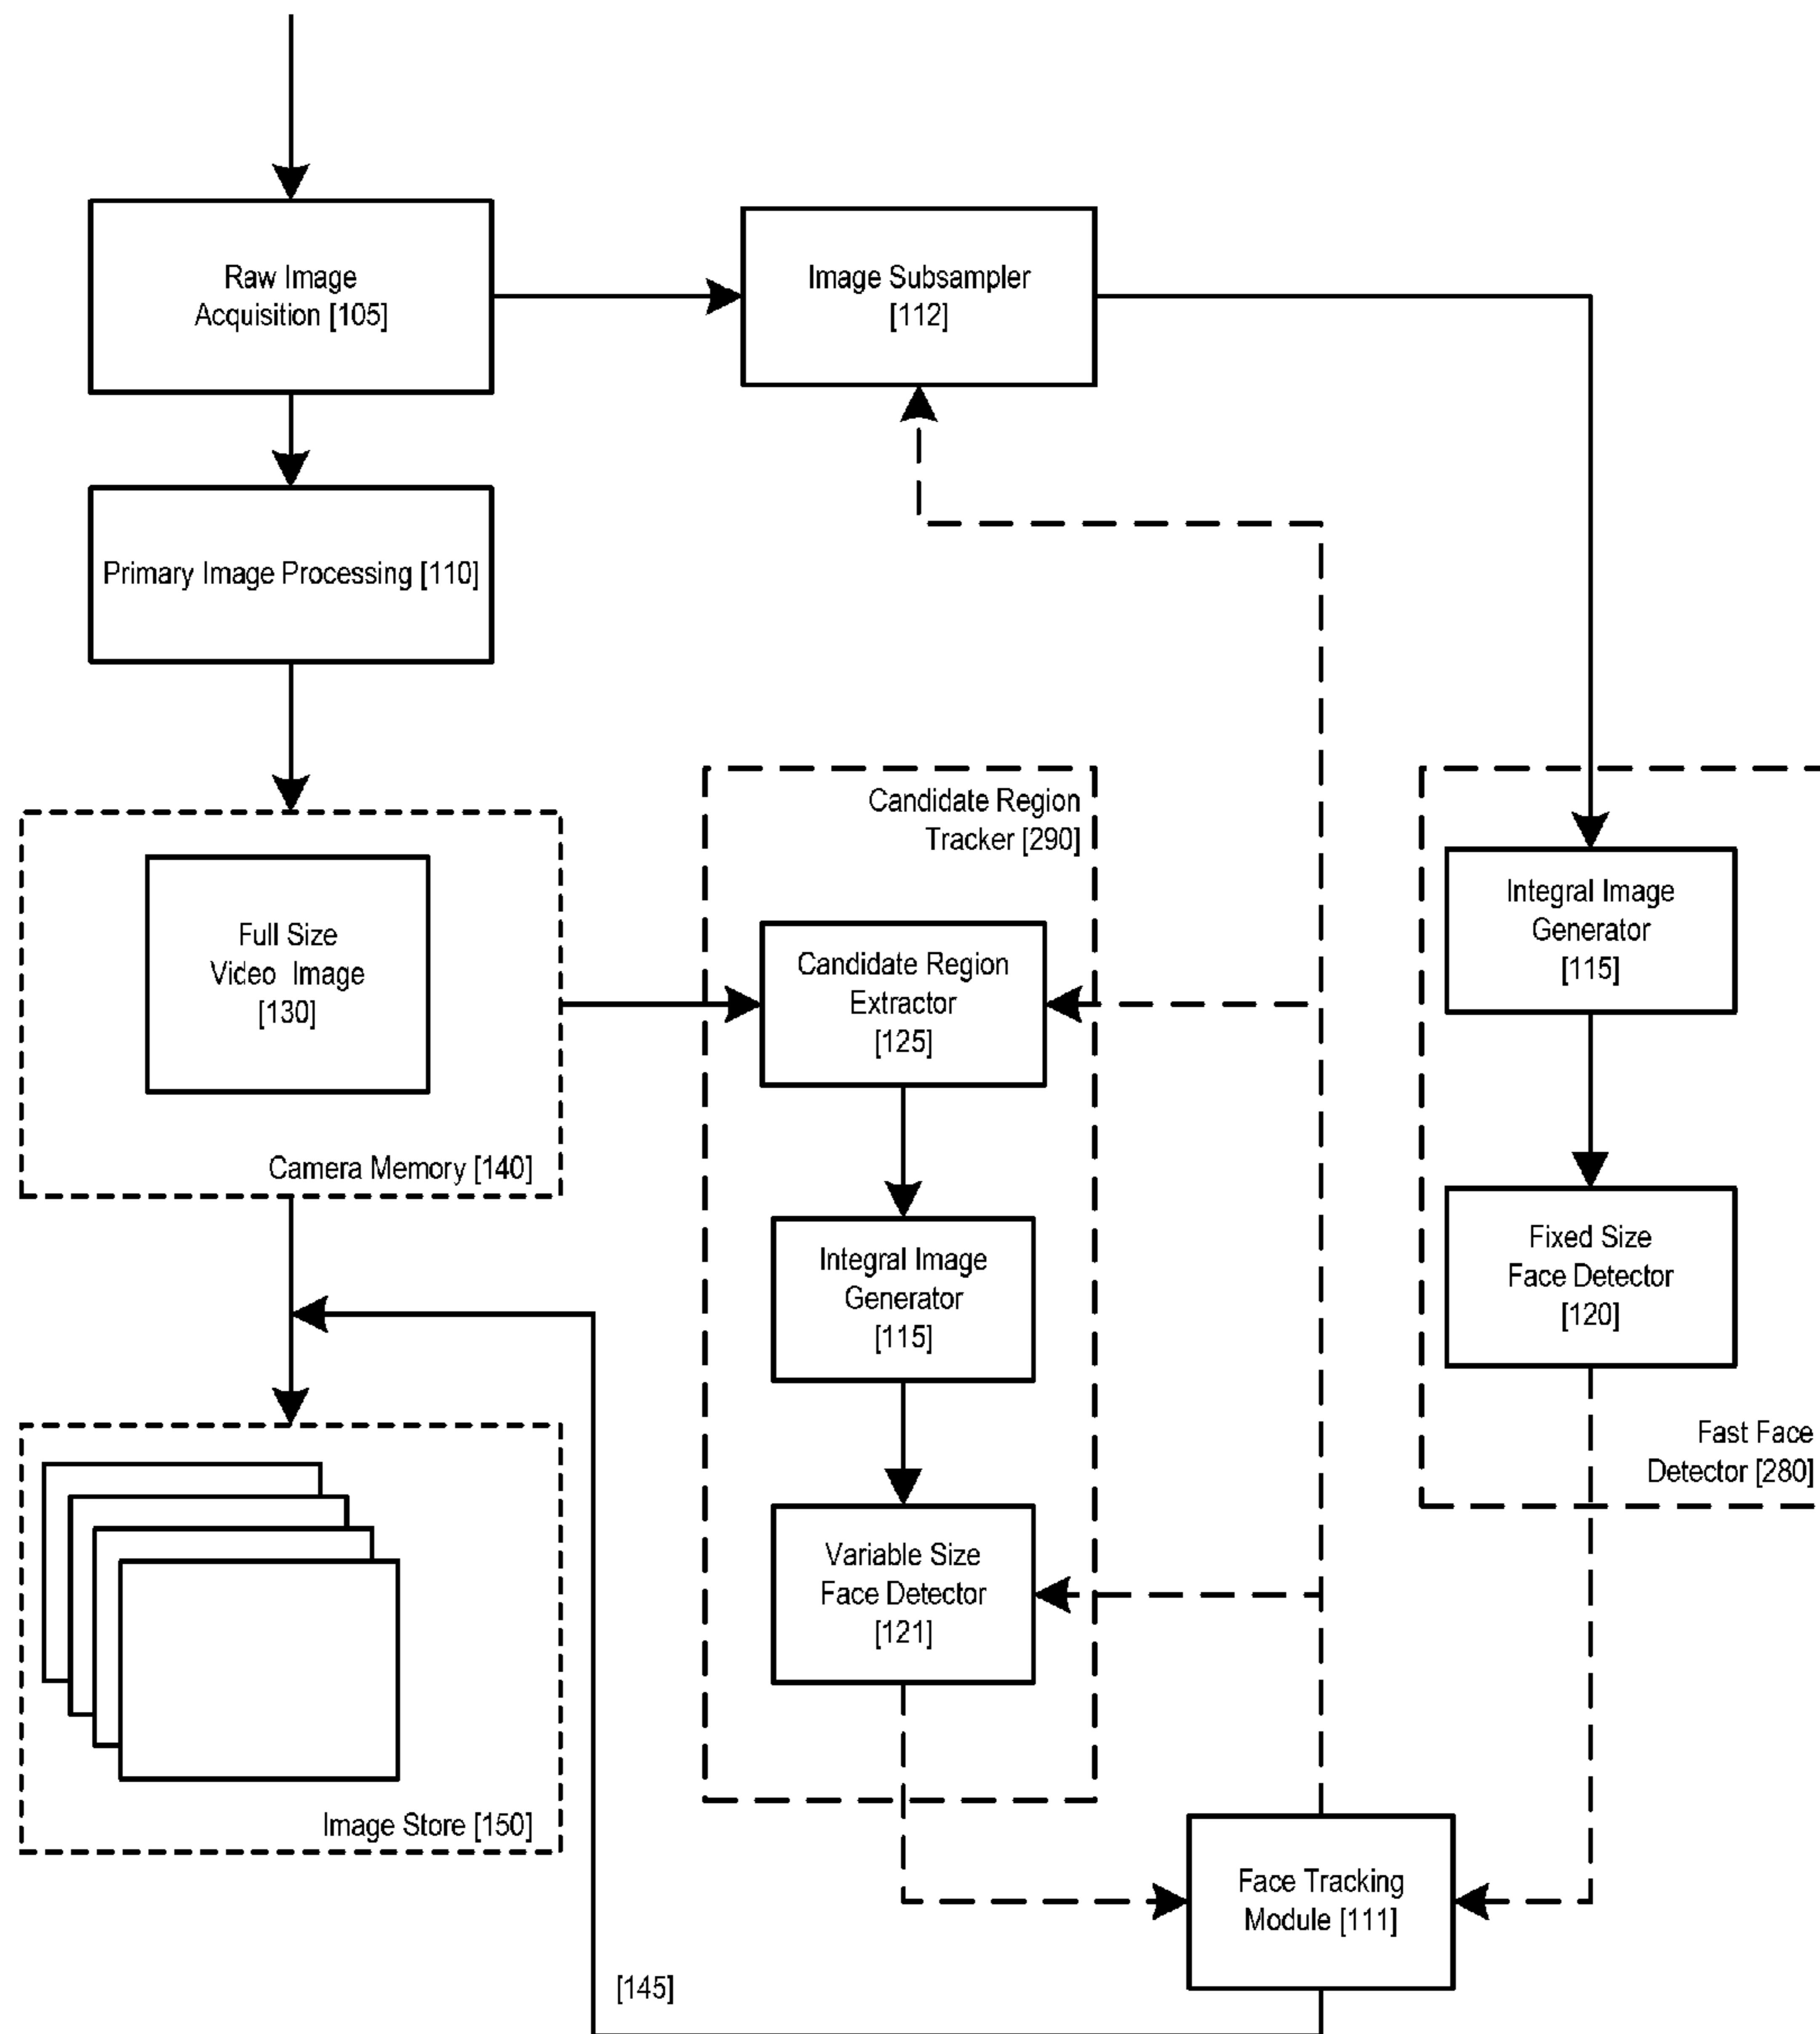 Raw Image
Acquisition [105]
Image Subsampler
[112]
Primary Image Processing [110]
Candidate Region
Tracker [290]
Integral Image
Generator
[115]
Full Size
Video Image
[130]
Candidate Region
Extractor
[125]
Camera Memory [140]
Integral Image
Generator
[115]
Fixed Size
Face Detector
[120]
Fast Face
Detector [280]
Variable Size
Face Detector
[121]
Image Store [150]
Face Tracking
Module [111]
[145]